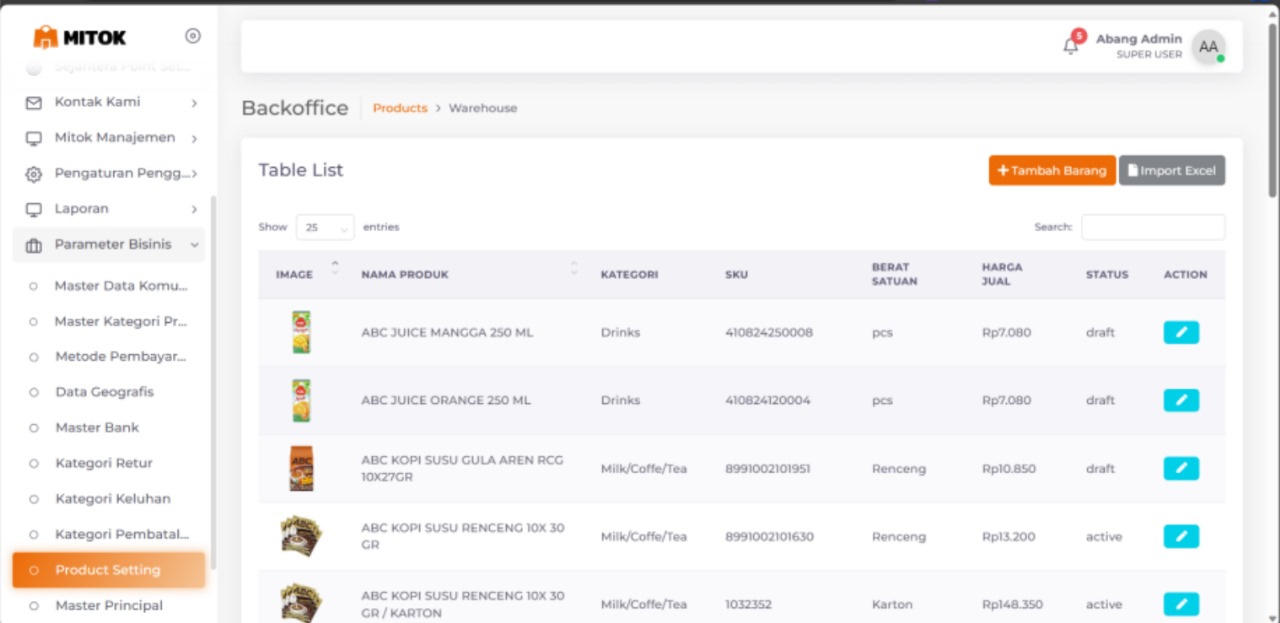 MITOK
5
Abang Admin
SUPER USER
AA
Kontak Kami
Mitok Manajemen
Pengaturan Pengg...
Laporan
Parameter Bisinis
Master Data Komu...
Master Kategori Pr...
Metode Pembayar...
Data Geografis
Master Bank
Kategori Retur
Kategori Keluhan
Kategori Pembatal...
Product Setting
Master Principal
Backoffice
Products > Warehouse
Table List
+Tambah Barang
Import Excel
Show 25 entries
Search:
IMAGE NAMA PRODUK KATEGORI SKU BERAT SATUAN HARGA JUAL STATUS ACTION
ABC JUICE MANGGA 250 ML Drinks 410824250008 pcs Rp7.080 draft
ABC JUICE ORANGE 250 ML Drinks 410824120004 pcs Rp7.080 draft
ABC KOPI SUSU GULA AREN RCG 10X27GR Milk/Coffe/Tea 8991002101951 Renceng Rp10.850 draft
ABC KOPI SUSU RENCENG 10X 30 GR Milk/Coffe/Tea 8991002101630 Renceng Rp13.200 active
ABC KOPI SUSU RENCENG 10X 30 GR / KARTON Milk/Coffe/Tea 1032352 Karton Rp148.350 active